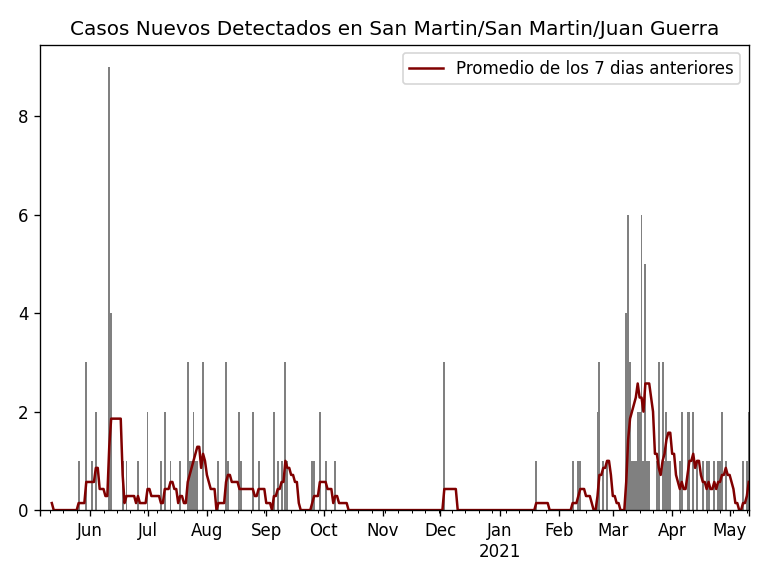 Casos Nuevos Detectados en San Martin/San Martin/Juan Guerra
Promedio de los 7 dias anteriores
8
6
4
2
0
Jun Jul Aug Sep Oct Nov Dec Jan Feb Mar Apr May
2021